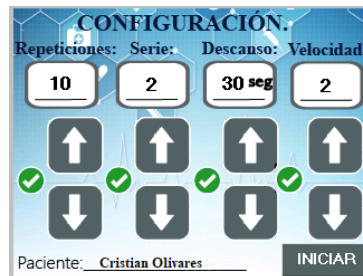 CONFIGURACIÓN.
Repeticiones: Serie: Descanso: Velocidad
10 2 30 seg 2
Paciente: Cristian Olivares INICIAR